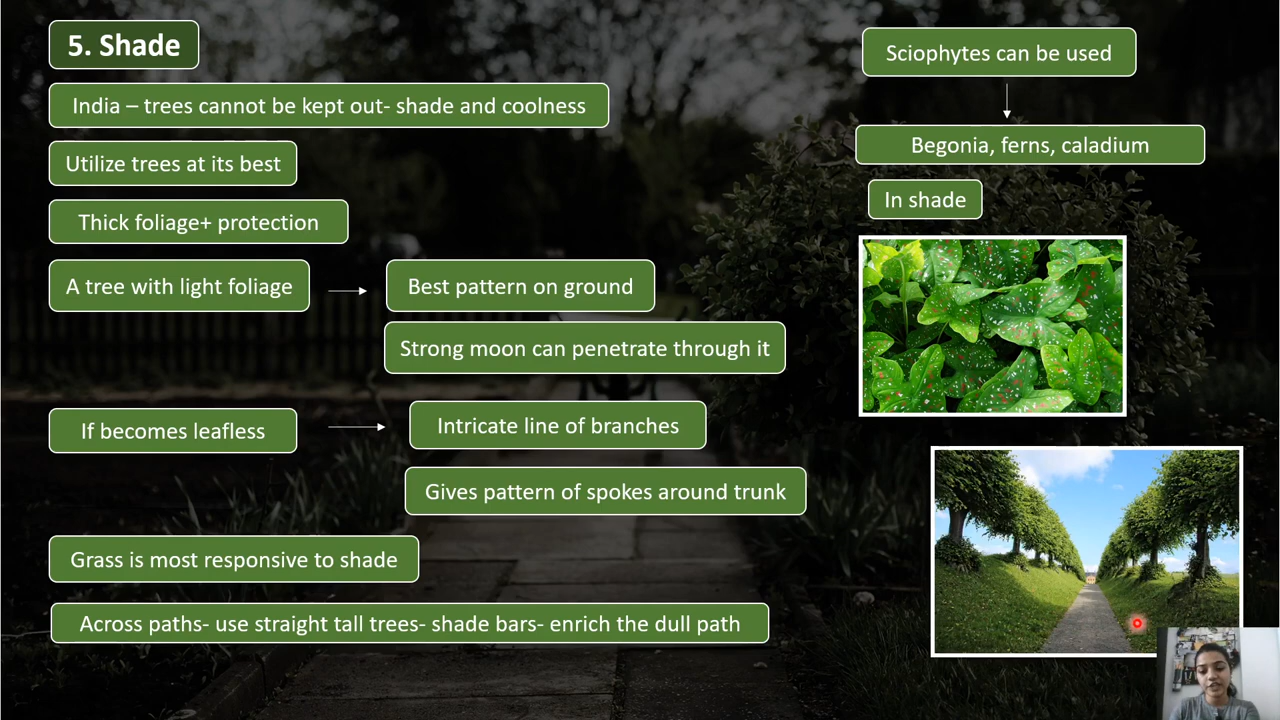 5. Shade
India – trees cannot be kept out- shade and coolness
Utilize trees at its best
Thick foliage+ protection
A tree with light foliage
Best pattern on ground
Strong moon can penetrate through it
If becomes leafless
Intricate line of branches
Gives pattern of spokes around trunk
Grass is most responsive to shade
Across paths- use straight tall trees- shade bars- enrich the dull path
Sciophytes can be used
Begonia, ferns, caladium
In shade